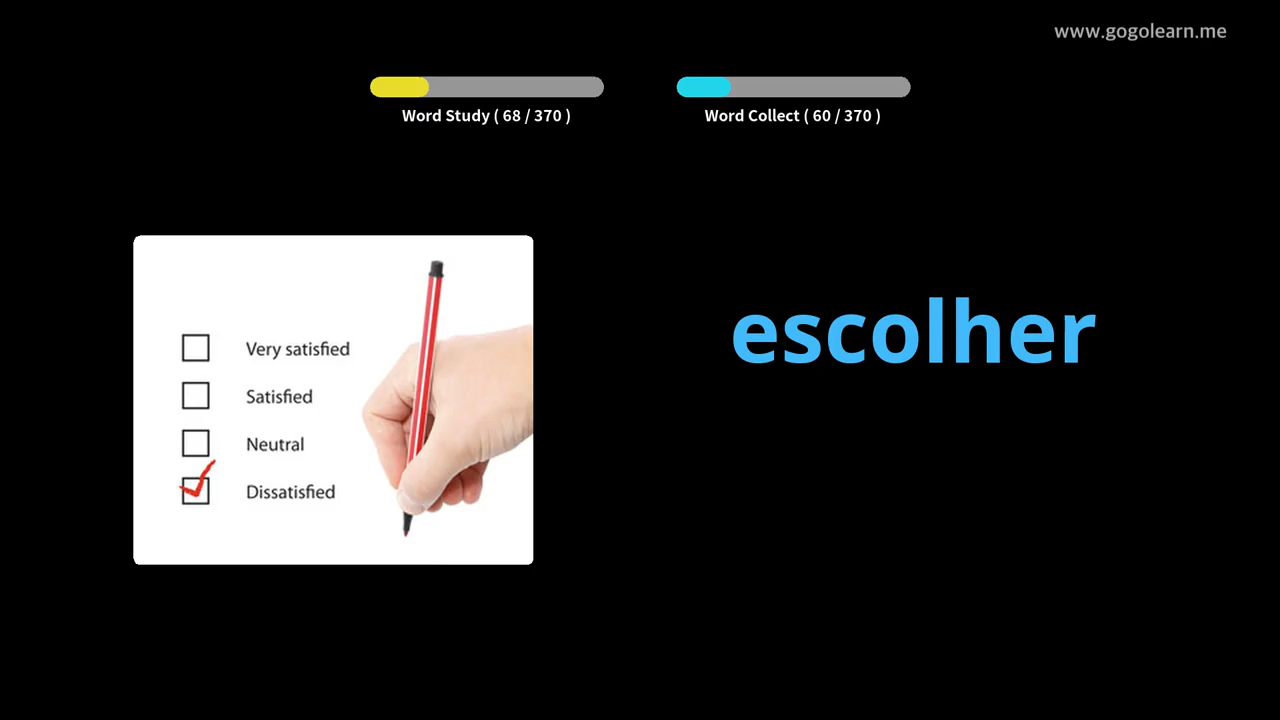 www.gogolearn.me
Word Study ( 68 / 370 )
Word Collect ( 60 / 370 )
Very satisfied
Satisfied
Neutral
Dissatisfied
escolher